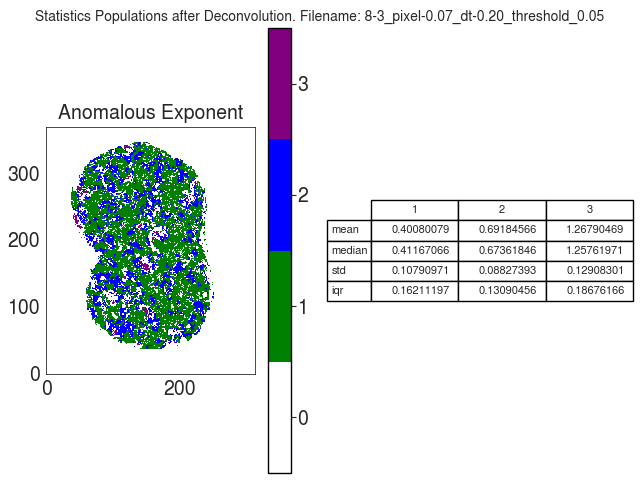 Statistics Populations after Deconvolution. Filename: 8-3_pixel-0.07_dt-0.20_threshold_0.05
Anomalous Exponent
300
200
100
0
0 200
3
2
1
0
1 2 3
mean 0.40080079 0.69184566 1.26790469
median 0.41167066 0.67361846 1.25761971
std 0.10790971 0.08827393 0.12908301
iqr 0.16211197 0.13090456 0.18676166